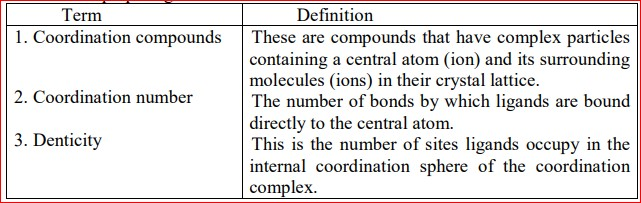 Term Definition
1. Coordination compounds These are compounds that have complex particles
containing a central atom (ion) and its surrounding
molecules (ions) in their crystal lattice.
2. Coordination number The number of bonds by which ligands are bound
directly to the central atom.
3. Denticity This is the number of sites ligands occupy in the
internal coordination sphere of the coordination
complex.